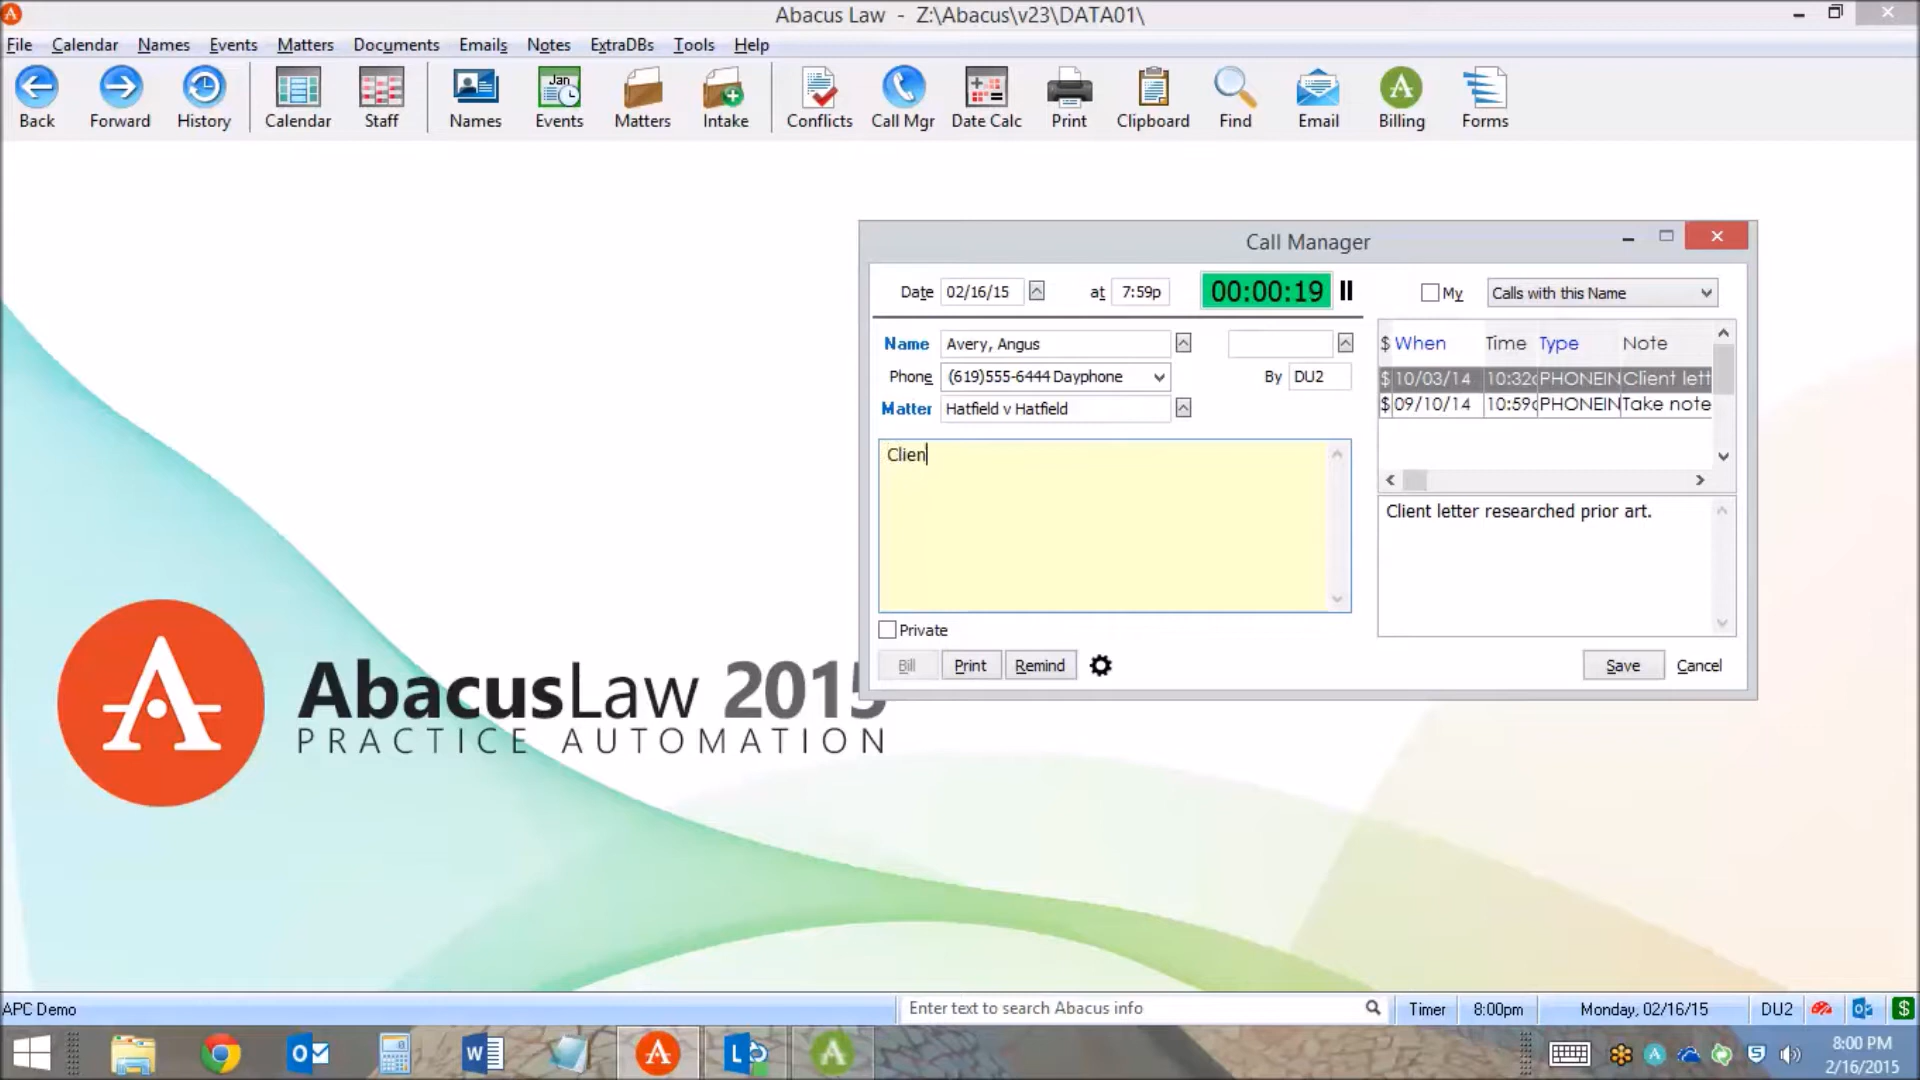 Abacus Law - Z:\Abacus\v23\DATA01\
File Calendar Names Events Matters Documents Emails Notes ExtraDBs Tools Help
Jan
Back Forward History Calendar Staff Names Events Matters Intake Conflicts Call Mgr Date Calc Print Clipboard Find Email Billing Forms
Call Manager
Date 02/16/15 at 7:59p 00:00:19 My Calls with this Name
Name Avery, Angus
Phone (619)555-6444 Dayphone By DU2
Matter Hatfield v Hatfield
$ When Time Type Note
$ 10/03/14 10:32 PHONEIN Client lett
$ 09/10/14 10:59 PHONEIN Take note
Clien
Client letter researched prior art.
Private
Bill Print Remind Save Cancel
AbacusLaw 2015
PRACTICE AUTOMATION
APC Demo Enter text to search Abacus info Timer 8:00pm Monday, 02/16/15 DU2 $
8:00 PM
2/16/2015